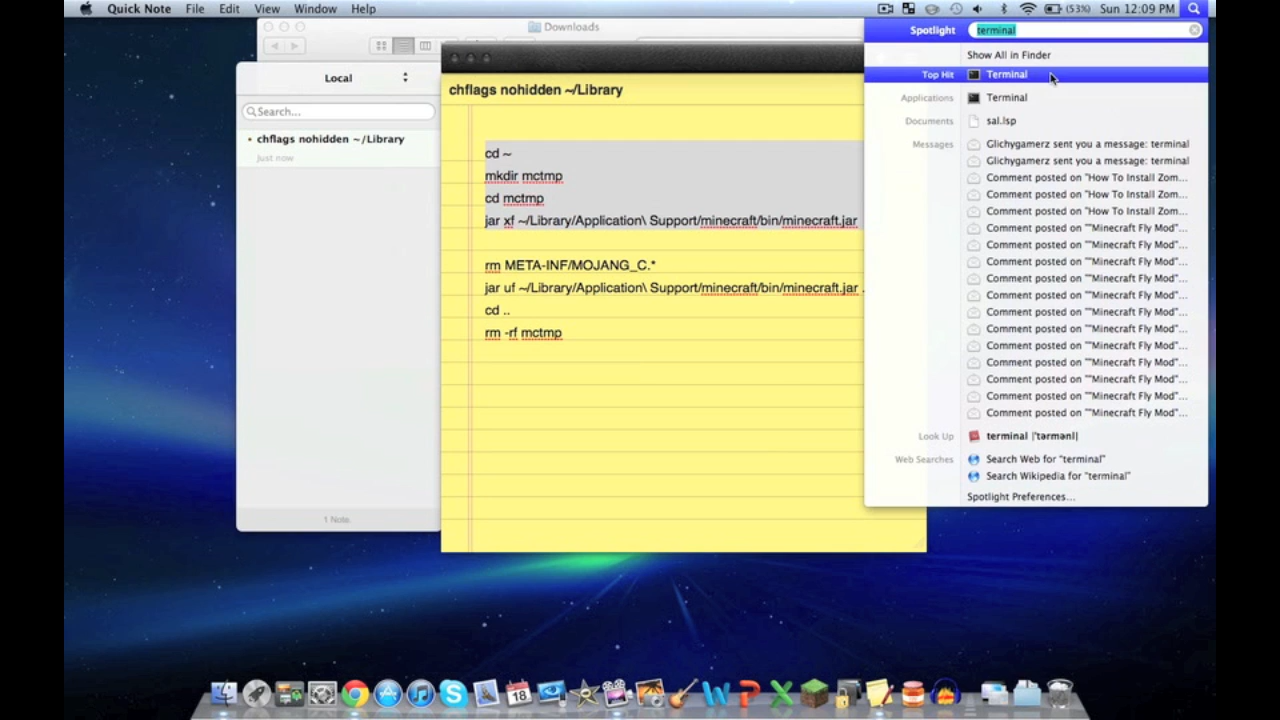 Quick Note File Edit View Window Help (53%) Sun 12:09 PM
Downloads
Spotlight terminal
Local
Search...
chflags nohidden ~/Library
Just now
1 Note
chflags nohidden ~/Library
cd ~
mkdir mctmp
cd mctmp
jar xf ~/Library/Application\ Support/minecraft/bin/minecraft.jar
rm META-INF/MOJANG_C.*
jar uf ~/Library/Application\ Support/minecraft/bin/minecraft.jar .
cd ..
rm -rf mctmp
Show All in Finder
Top Hit Terminal
Applications Terminal
Documents sal.lsp
Messages Glichygamerz sent you a message: terminal
Glichygamerz sent you a message: terminal
Comment posted on "How To Install Zom...
Comment posted on "How To Install Zom...
Comment posted on "How To Install Zom...
Comment posted on ""Minecraft Fly Mod"...
Comment posted on ""Minecraft Fly Mod"...
Comment posted on ""Minecraft Fly Mod"...
Comment posted on ""Minecraft Fly Mod"...
Comment posted on ""Minecraft Fly Mod"...
Comment posted on ""Minecraft Fly Mod"...
Comment posted on ""Minecraft Fly Mod"...
Comment posted on ""Minecraft Fly Mod"...
Comment posted on ""Minecraft Fly Mod"...
Comment posted on ""Minecraft Fly Mod"...
Comment posted on ""Minecraft Fly Mod"...
Comment posted on ""Minecraft Fly Mod"...
Look Up terminal |'tərmənl|
Web Searches Search Web for "terminal"
Search Wikipedia for "terminal"
Spotlight Preferences...
18